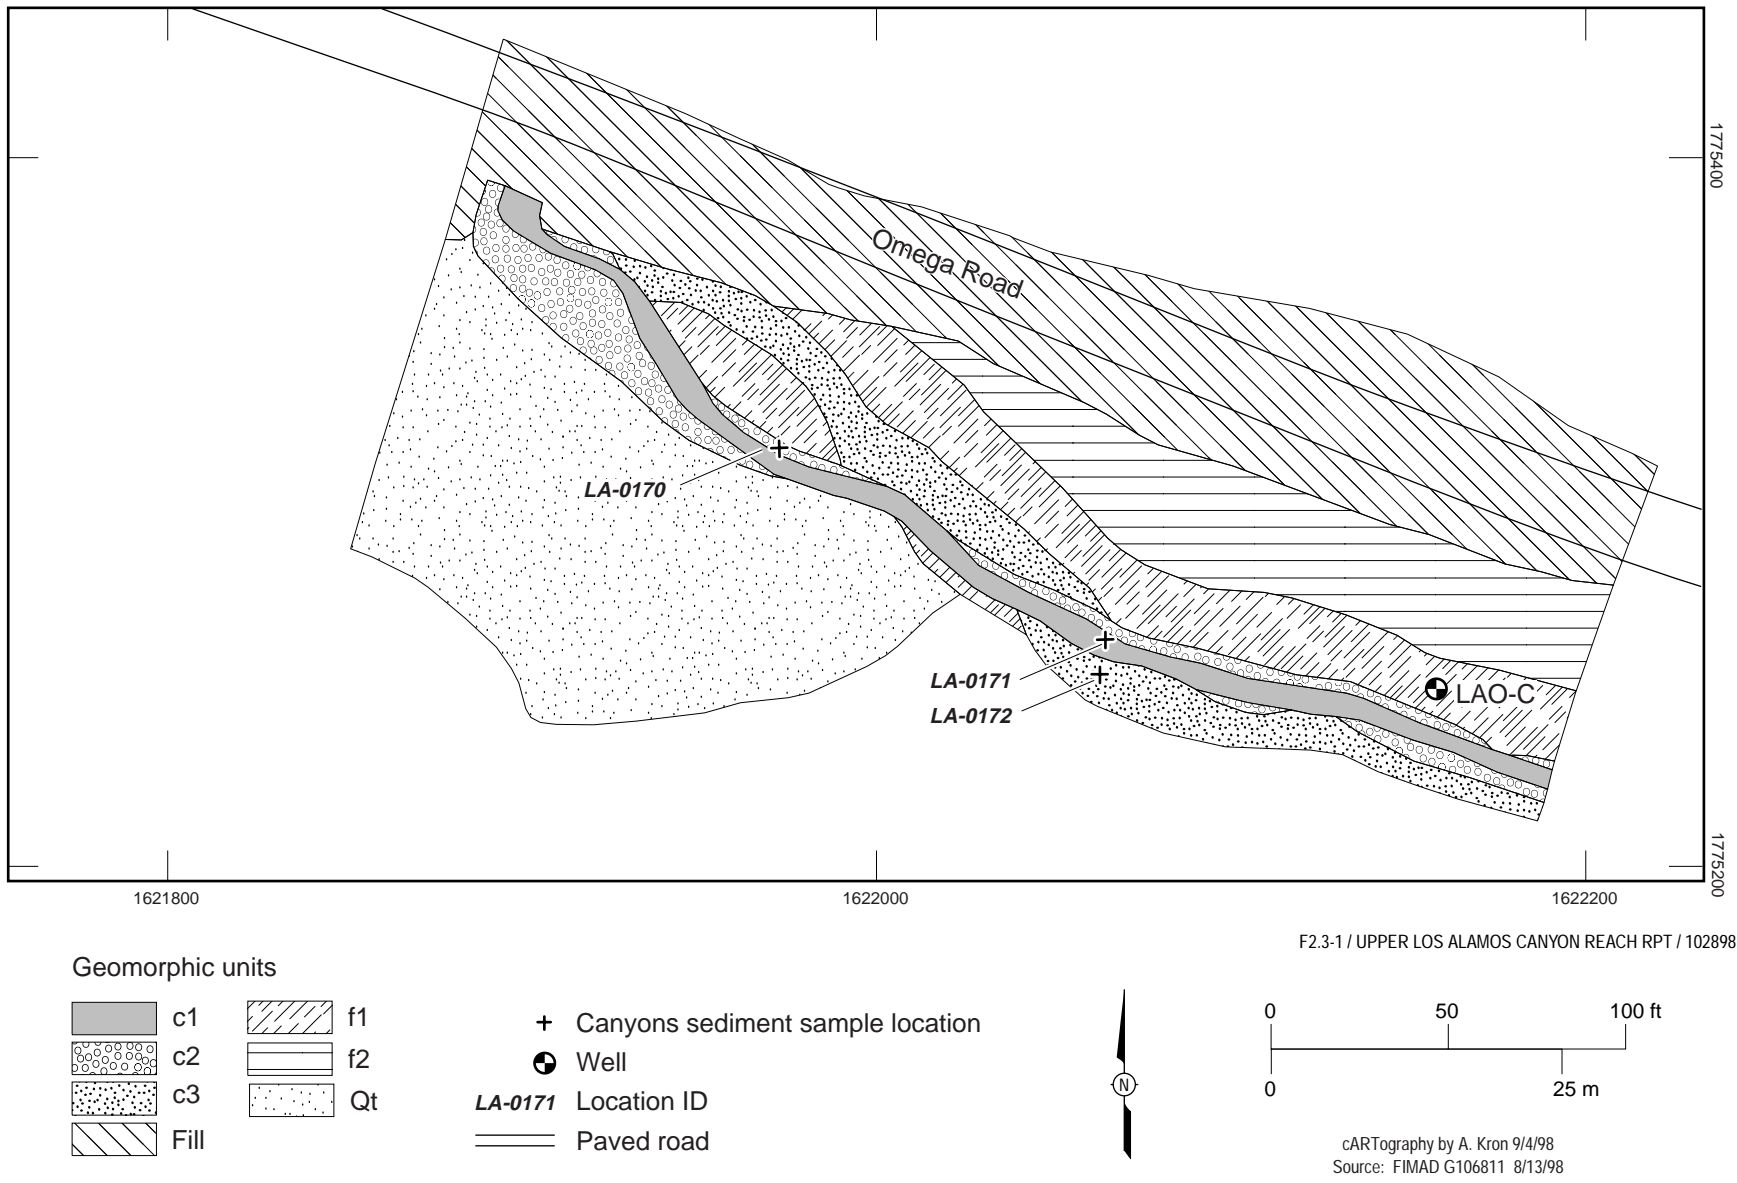 1775400
Omega Road
LA-0170
LA-0171
LA-0172
LAO-C
1775200
1621800
1622000
1622200
F2.3-1 / UPPER LOS ALAMOS CANYON REACH RPT / 102898
Geomorphic units
c1
f1
c2
f2
c3
Qt
Fill
Canyons sediment sample location
Well
LA-0171 Location ID
Paved road
N
0 50 100 ft
0 25 m
cARTography by A. Kron 9/4/98
Source: FIMAD G106811 8/13/98